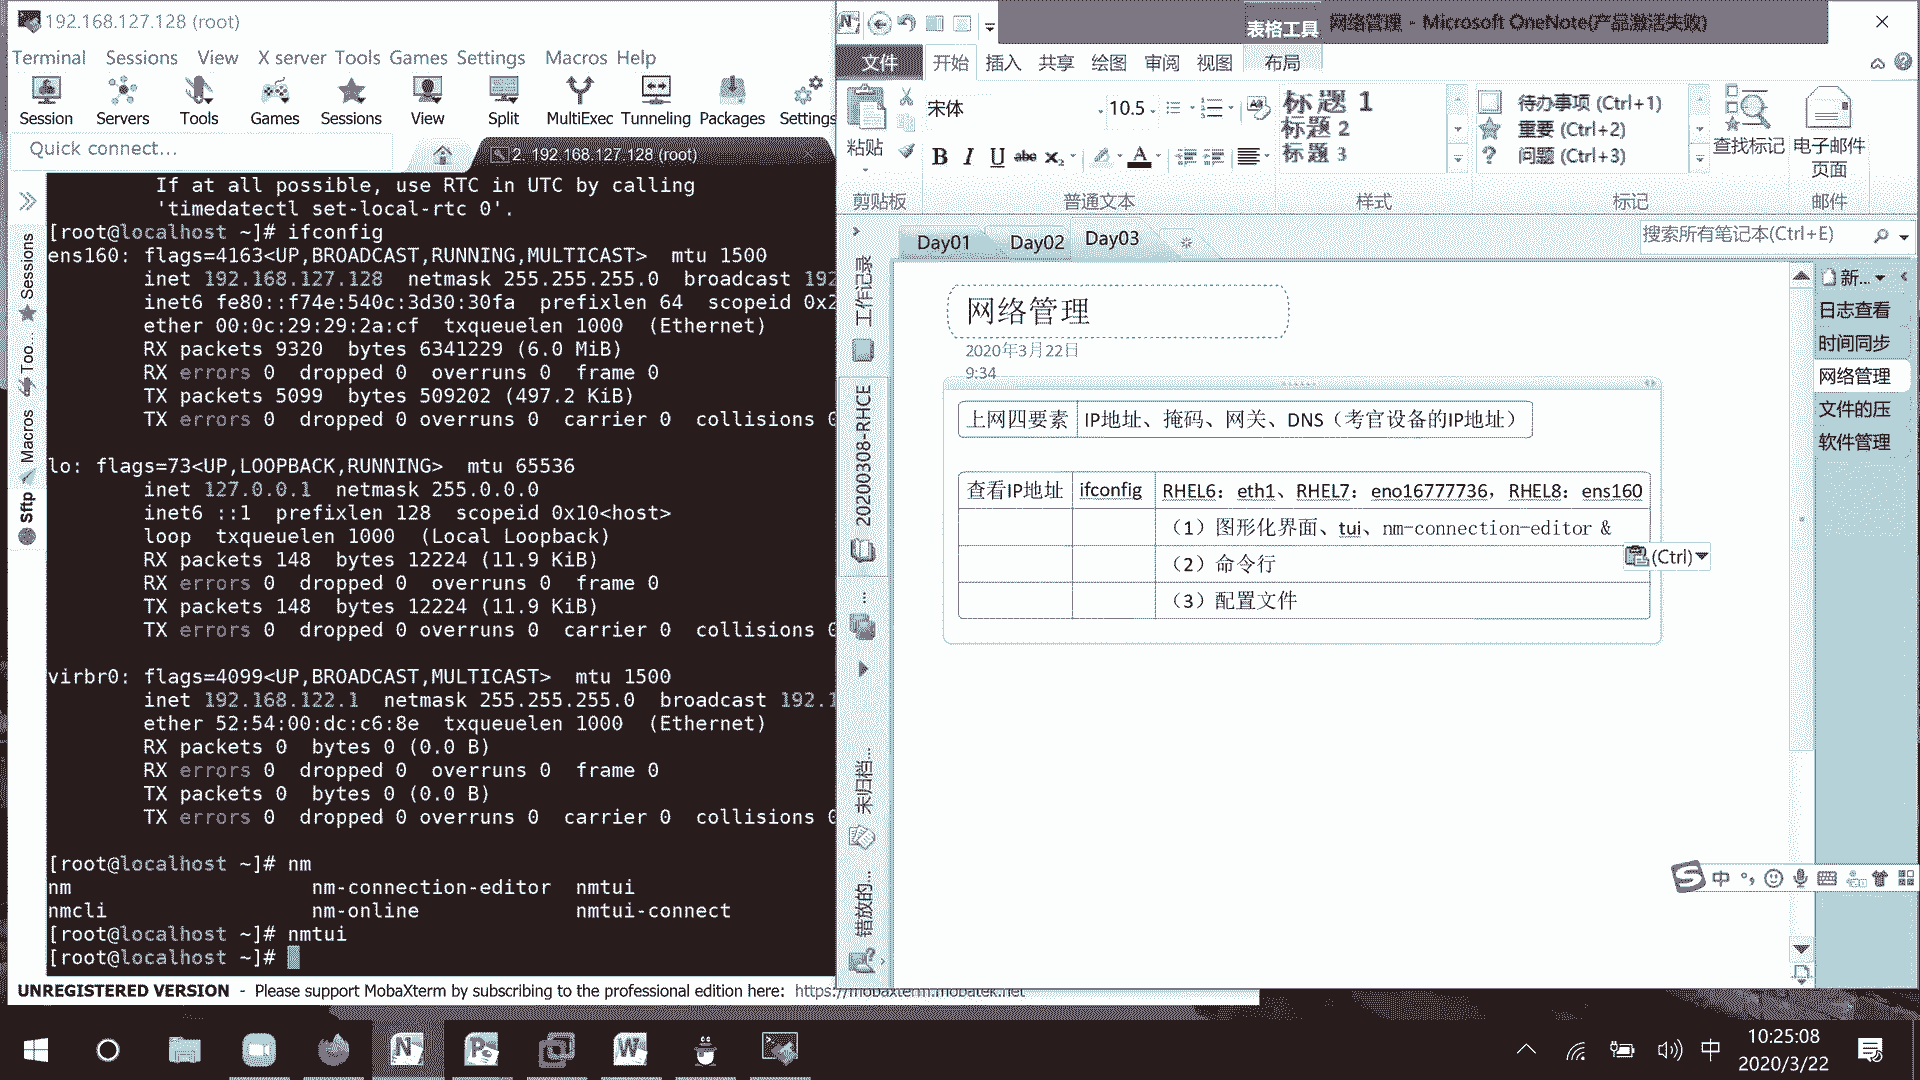 192.168.127.128 (root)
Terminal Sessions View X server Tools Games Settings Macros Help
Session Servers Tools Games Sessions View Split MultiExec Tunneling Packages Settings
Quick connect...
2. 192.168.127.128 (root)
Sessions
Too...
Macros
Sftp
If at all possible, use RTC in UTC by calling
'timedatectl set-local-rtc 0'.
[root@localhost ~]# ifconfig
ens160: flags=4163<UP,BROADCAST,RUNNING,MULTICAST>  mtu 1500
inet 192.168.127.128  netmask 255.255.255.0  broadcast 192
inet6 fe80::f74e:540c:3d30:30fa  prefixlen 64  scopeid 0x2
ether 00:0c:29:29:2a:cf  txqueuelen 1000  (Ethernet)
RX packets 9320  bytes 6341229 (6.0 MiB)
RX errors 0  dropped 0  overruns 0  frame 0
TX packets 5099  bytes 509202 (497.2 KiB)
TX errors 0  dropped 0 overruns 0  carrier 0  collisions 0
lo: flags=73<UP,LOOPBACK,RUNNING>  mtu 65536
inet 127.0.0.1  netmask 255.0.0.0
inet6 ::1  prefixlen 128  scopeid 0x10<host>
loop  txqueuelen 1000  (Local Loopback)
RX packets 148  bytes 12224 (11.9 KiB)
RX errors 0  dropped 0  overruns 0  frame 0
TX packets 148  bytes 12224 (11.9 KiB)
TX errors 0  dropped 0 overruns 0  carrier 0  collisions 0
virbr0: flags=4099<UP,BROADCAST,MULTICAST>  mtu 1500
inet 192.168.122.1  netmask 255.255.255.0  broadcast 192.1
ether 52:54:00:dc:c6:8e  txqueuelen 1000  (Ethernet)
RX packets 0  bytes 0 (0.0 B)
RX errors 0  dropped 0  overruns 0  frame 0
TX packets 0  bytes 0 (0.0 B)
TX errors 0  dropped 0 overruns 0  carrier 0  collisions 0
[root@localhost ~]# nm
nm nm-connection-editor nmtui
nmcli nm-online nmtui-connect
[root@localhost ~]# nmtui
[root@localhost ~]#
UNREGISTERED VERSION - Please support MobaXterm by subscribing to the professional edition here: https://mobaxterm.mobatek.net
表格工具 网络管理 - Microsoft OneNote(产品激活失败)
文件 开始 插入 共享 绘图 审阅 视图 布局
粘贴
剪贴板
宋体 10.5
B I U abc X₂ A
普通文本
标题 1
标题 2
标题 3
样式
待办事项 (Ctrl+1)
重要 (Ctrl+2)
问题 (Ctrl+3)
标记
查找标记
电子邮件
页面
邮件
Day01 Day02 Day03
搜索所有笔记本(Ctrl+E)
工作记录
20200308-RHCE
未归档...
错放的...
网络管理
2020年3月22日
9:34
上网四要素 IP地址、掩码、网关、DNS（考官设备的IP地址）
查看IP地址 ifconfig RHEL6：eth1、RHEL7：eno16777736，RHEL8：ens160
（1）图形化界面、tui、nm-connection-editor &
（2）命令行
（3）配置文件
(Ctrl)
新...
日志查看
时间同步
网络管理
文件的压
软件管理
中
中
10:25:08
2020/3/22